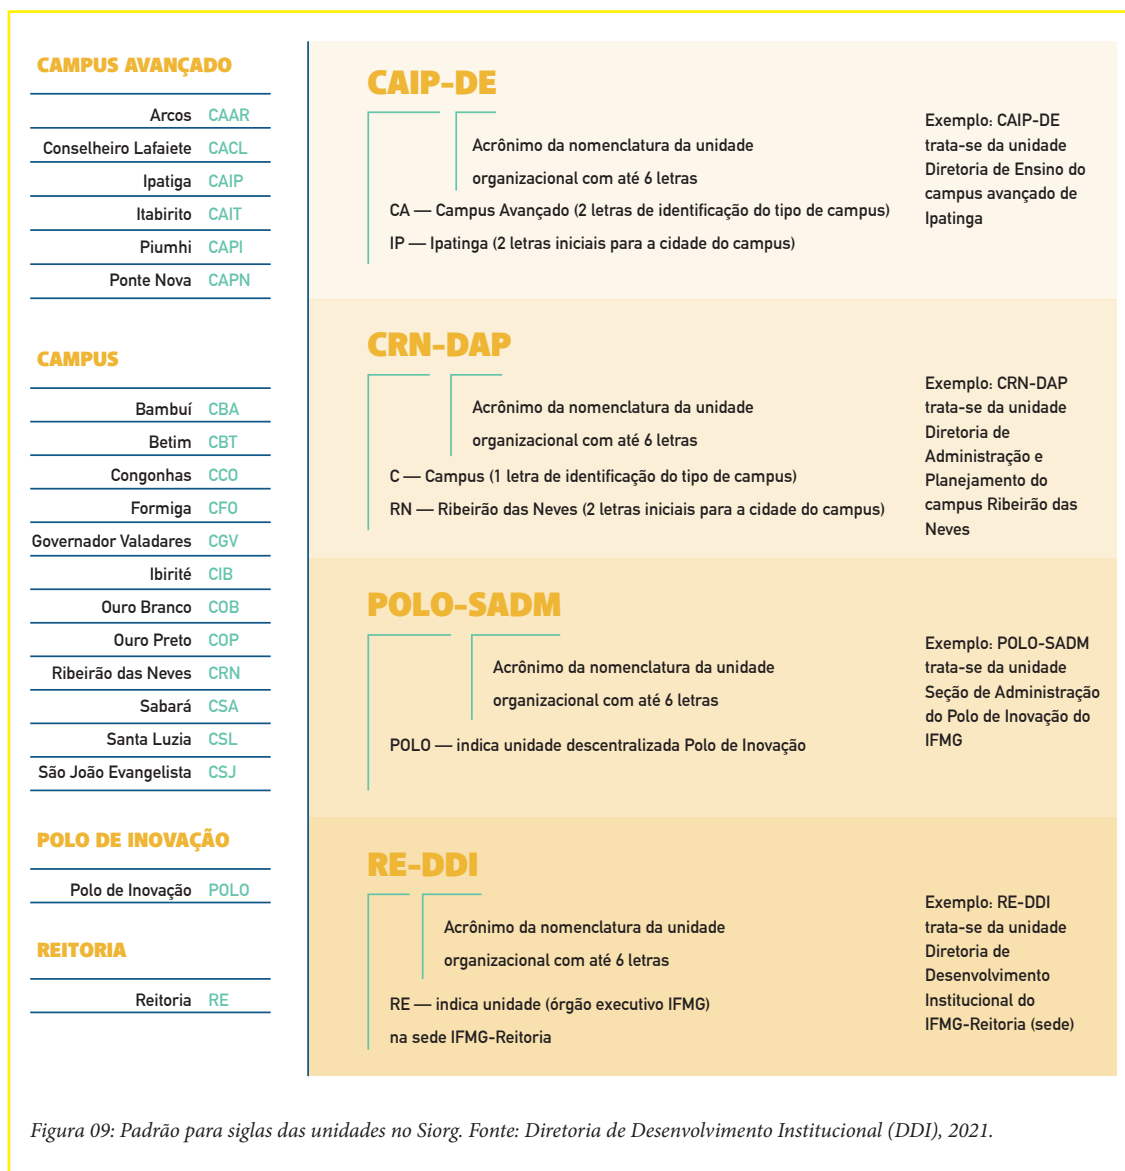 CAMPUS AVANÇADO
Arcos CAAR
Conselheiro Lafaiete CACL
Ipatiga CAIP
Itabirito CAIT
Piumhi CAPI
Ponte Nova CAPN
CAMPUS
Bambuí CBA
Betim CBT
Congonhas CCO
Formiga CFO
Governador Valadares CGV
Ibirité CIB
Ouro Branco COB
Ouro Preto COP
Ribeirão das Neves CRN
Sabará CSA
Santa Luzia CSL
São João Evangelista CSJ
POLO DE INOVAÇÃO
Polo de Inovação POLO
REITORIA
Reitoria RE
CAIP-DE
Acrônimo da nomenclatura da unidade
organizacional com até 6 letras
CA — Campus Avançado (2 letras de identificação do tipo de campus)
IP — Ipatinga (2 letras iniciais para a cidade do campus)
Exemplo: CAIP-DE
trata-se da unidade
Diretoria de Ensino do
campus avançado de
Ipatinga
CRN-DAP
Acrônimo da nomenclatura da unidade
organizacional com até 6 letras
C — Campus (1 letra de identificação do tipo de campus)
RN — Ribeirão das Neves (2 letras iniciais para a cidade do campus)
Exemplo: CRN-DAP
trata-se da unidade
Diretoria de
Administração e
Planejamento do
campus Ribeirão das
Neves
POLO-SADM
Acrônimo da nomenclatura da unidade
organizacional com até 6 letras
POLO — indica unidade descentralizada Polo de Inovação
Exemplo: POLO-SADM
trata-se da unidade
Seção de Administração
do Polo de Inovação do
IFMG
RE-DDI
Acrônimo da nomenclatura da unidade
organizacional com até 6 letras
RE — indica unidade (órgão executivo IFMG)
na sede IFMG-Reitoria
Exemplo: RE-DDI
trata-se da unidade
Diretoria de
Desenvolvimento
Institucional do
IFMG-Reitoria (sede)
Figura 09: Padrão para siglas das unidades no Siorg. Fonte: Diretoria de Desenvolvimento Institucional (DDI), 2021.